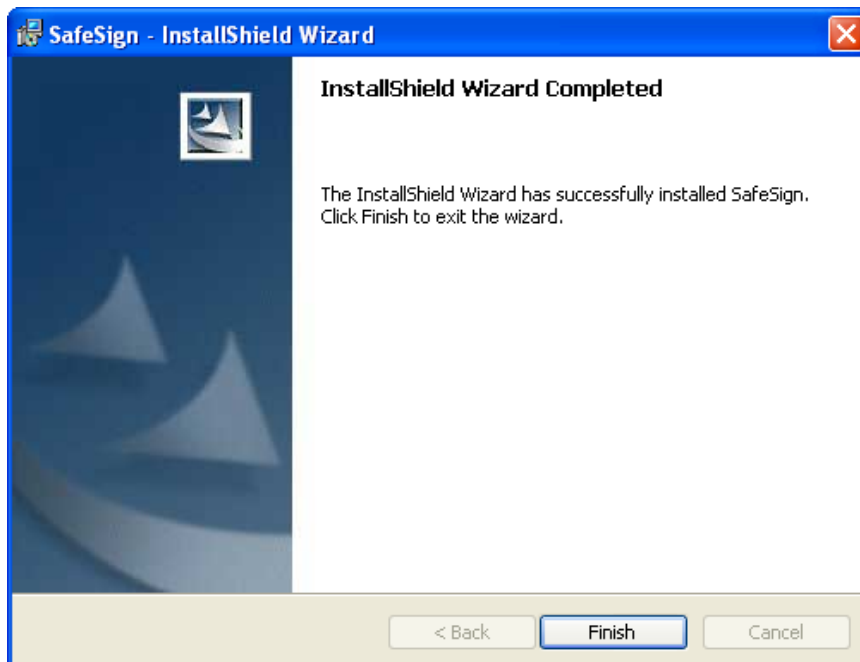 SafeSign - InstallShield Wizard
InstallShield Wizard Completed
The InstallShield Wizard has successfully installed SafeSign.
Click Finish to exit the wizard.
< Back Finish Cancel